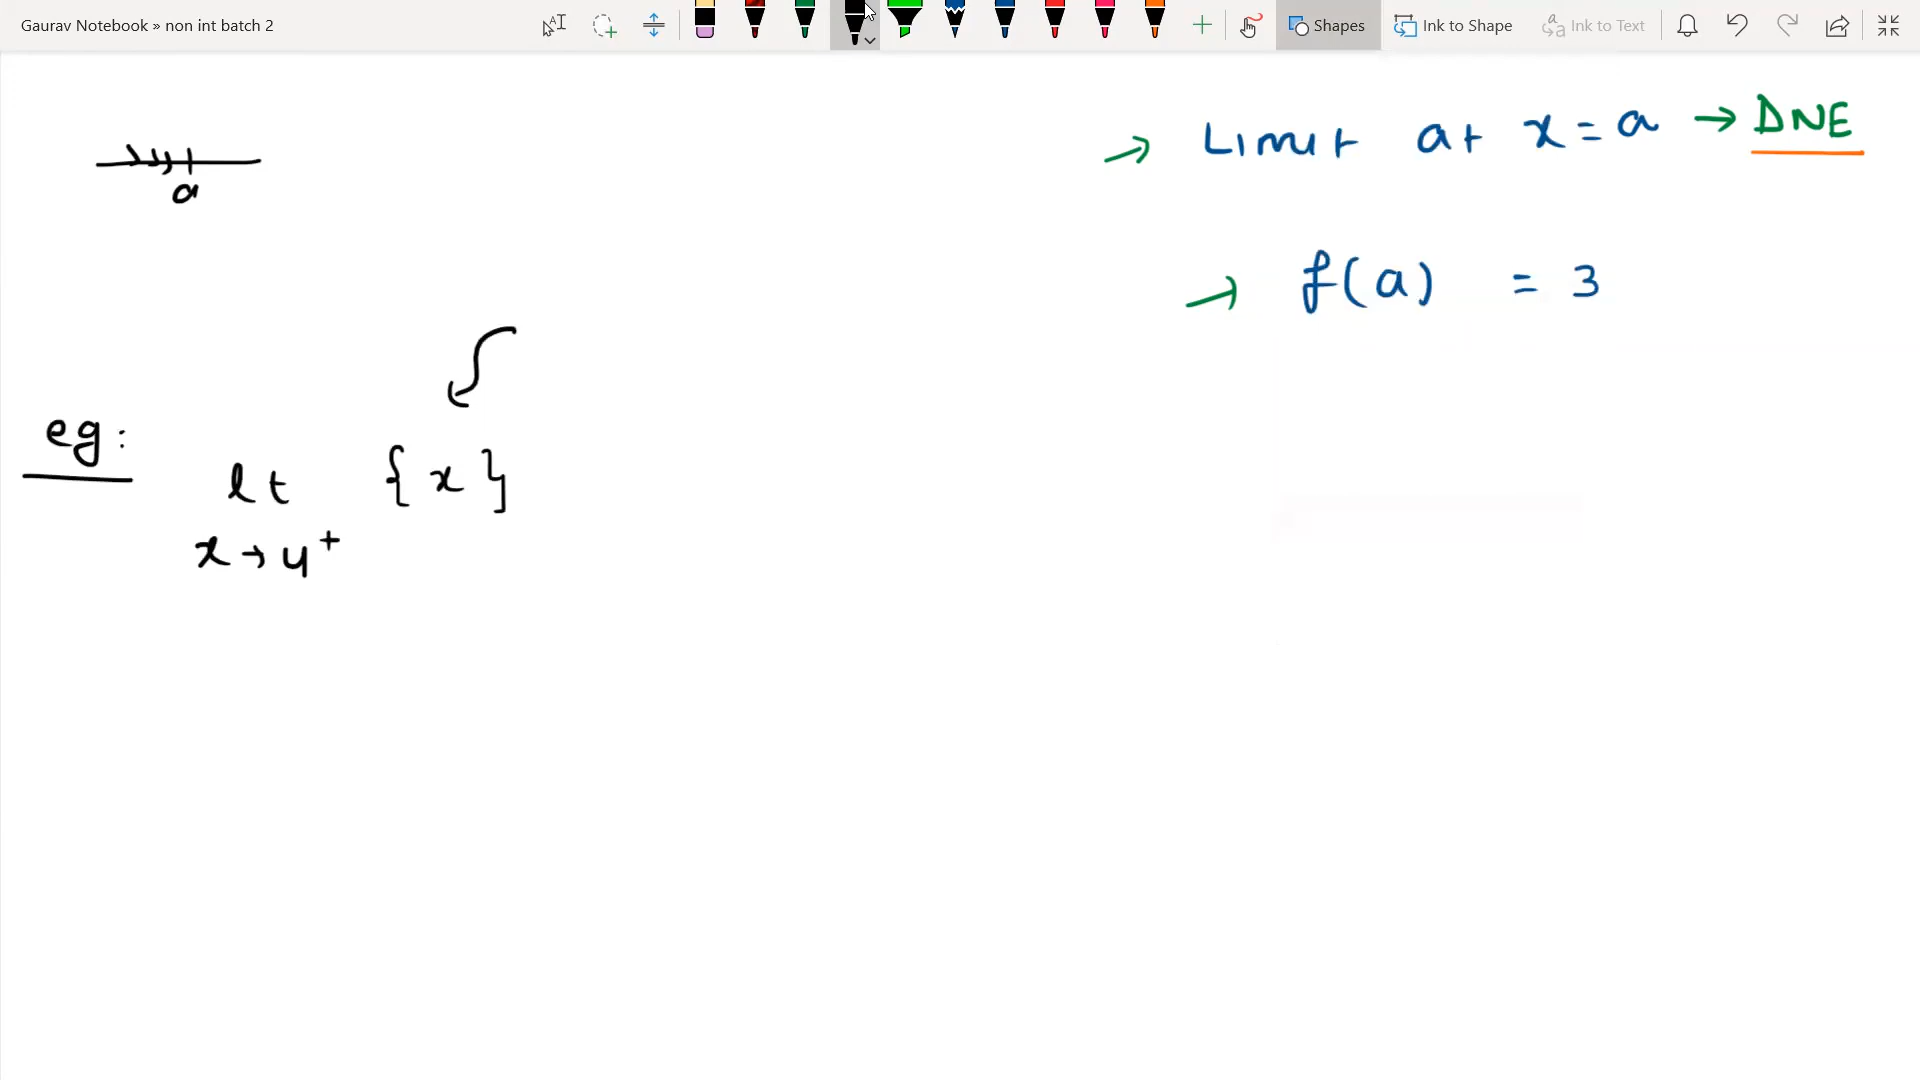 Gaurav Notebook » non int batch 2
Shapes
Ink to Shape
Ink to Text
→ Limit at x = a → DNE
a
→ f(a) = 3
eg:
lt {x}
x→4⁺